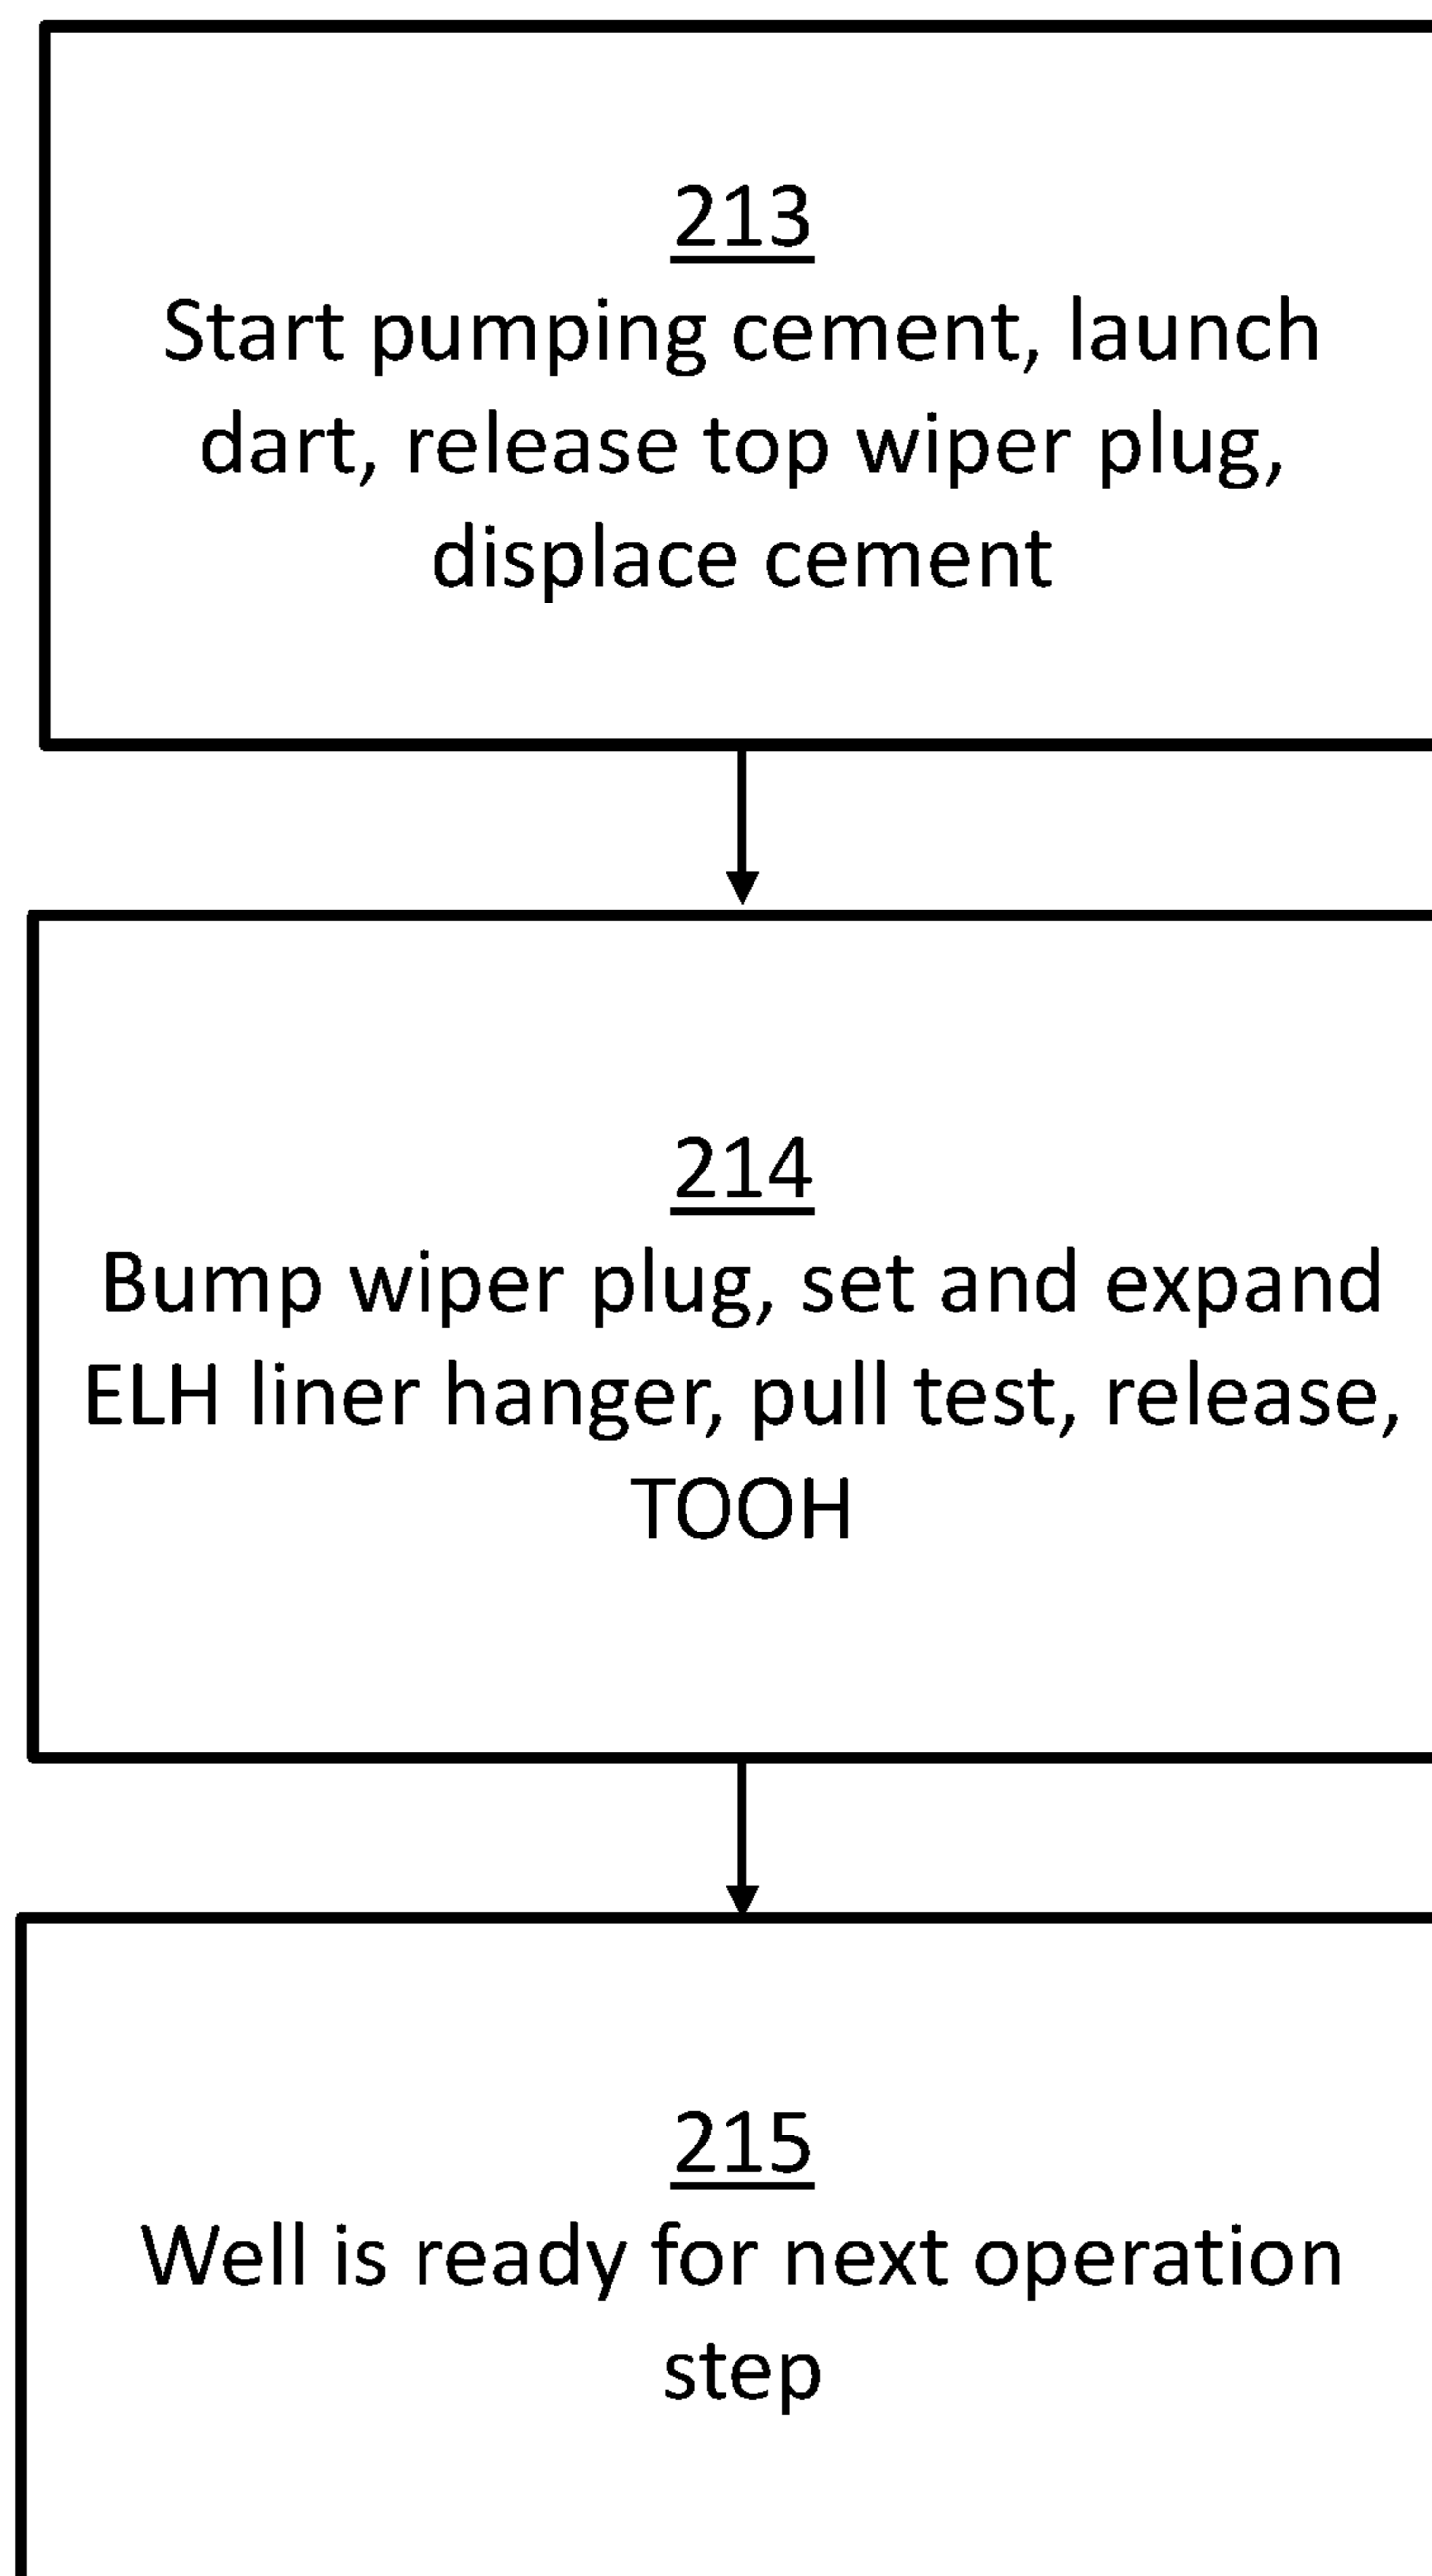 213
Start pumping cement, launch
dart, release top wiper plug,
displace cement
214
Bump wiper plug, set and expand
ELH liner hanger, pull test, release,
TOOH
215
Well is ready for next operation
step